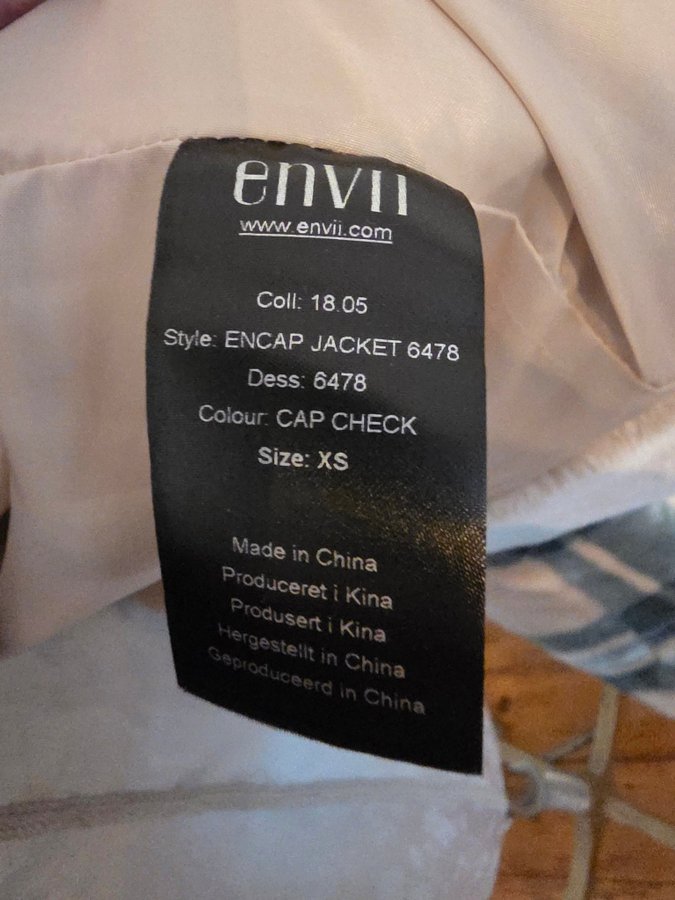 envii
www.envii.com
Coll: 18.05
Style: ENCAP JACKET 6478
Dess: 6478
Colour: CAP CHECK
Size: XS
Made in China
Produceret i Kina
Produsert i Kina
Hergestellt in China
Geproduceerd in China